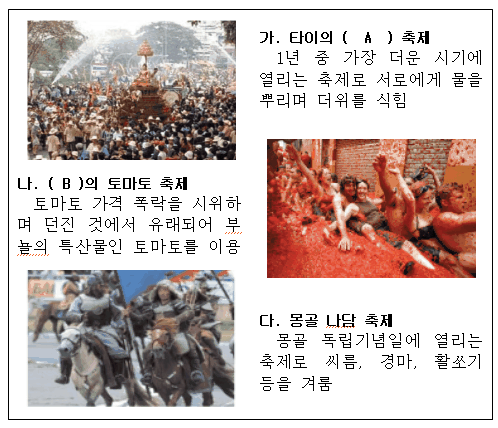 가. 타이의 ( A ) 축제
1년 중 가장 더운 시기에
열리는 축제로 서로에게 물을
뿌리며 더위를 식힘
나. ( B )의 토마토 축제
토마토 가격 폭락을 시위하
며 던진 것에서 유래되어 부
뇰의 특산물인 토마토를 이용
다. 몽골 나담 축제
몽골 독립기념일에 열리는
축제로 씨름, 경마, 활쏘기
등을 겨룸